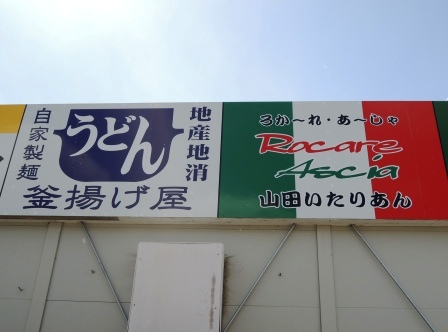 自家製麺
うどん
地産地消
釜揚げ屋
ろか〜れ・あ〜しゃ
Rocare
Ascia
山田いたりあん